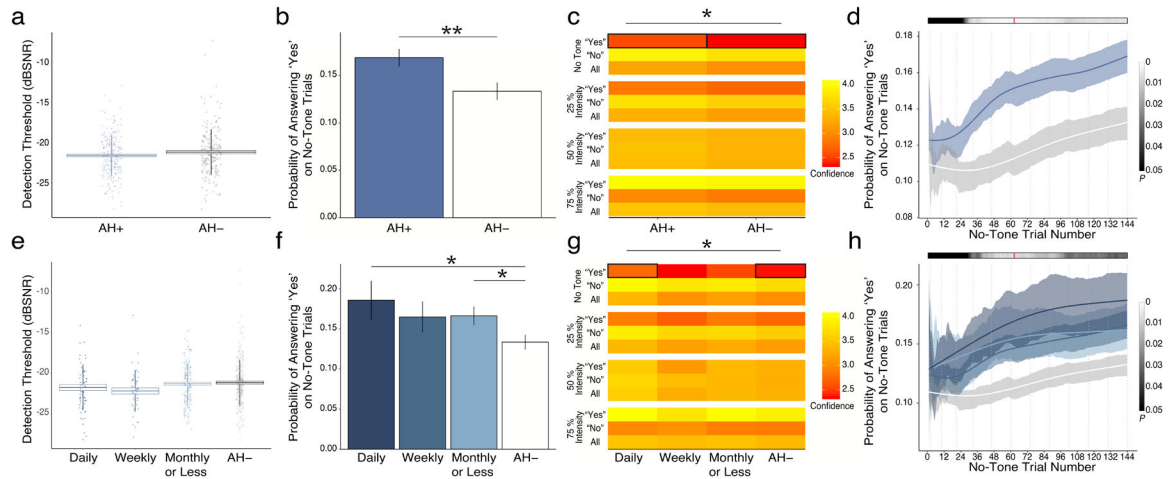 a
Detection Threshold (dBSNR)
-10
-15
-20
-25
AH+
AH−
b
**
Probability of Answering 'Yes'
on No-Tone Trials
0.15
0.10
0.05
0.00
AH+
AH−
c
*
No Tone
"Yes"
"No"
All
25 %
Intensity
"Yes"
"No"
All
50 %
Intensity
"Yes"
"No"
All
75 %
Intensity
"Yes"
"No"
All
AH+
AH−
4.0
3.5
3.0
2.5
Confidence
d
Probability of Answering 'Yes'
on No-Tone Trials
0.18
0.16
0.14
0.12
0.10
0.08
0 12 24 36 48 60 72 84 96 108 120 132 144
No-Tone Trial Number
0
0.01
0.02
0.03
0.04
0.05
P
e
Detection Threshold (dBSNR)
-10
-15
-20
-25
Daily Weekly Monthly AH−
or Less
f
*
*
Probability of Answering 'Yes'
on No-Tone Trials
0.20
0.15
0.10
0.05
0.00
Daily Weekly Monthly AH−
or Less
g
*
No Tone
"Yes"
"No"
All
25 %
Intensity
"Yes"
"No"
All
50 %
Intensity
"Yes"
"No"
All
75 %
Intensity
"Yes"
"No"
All
Daily Weekly Monthly AH−
or Less
4.0
3.5
3.0
2.5
Confidence
h
Probability of Answering 'Yes'
on No-Tone Trials
0.20
0.15
0.10
0 12 24 36 48 60 72 84 96 108 120 132 144
No-Tone Trial Number
0
0.01
0.02
0.03
0.04
0.05
P